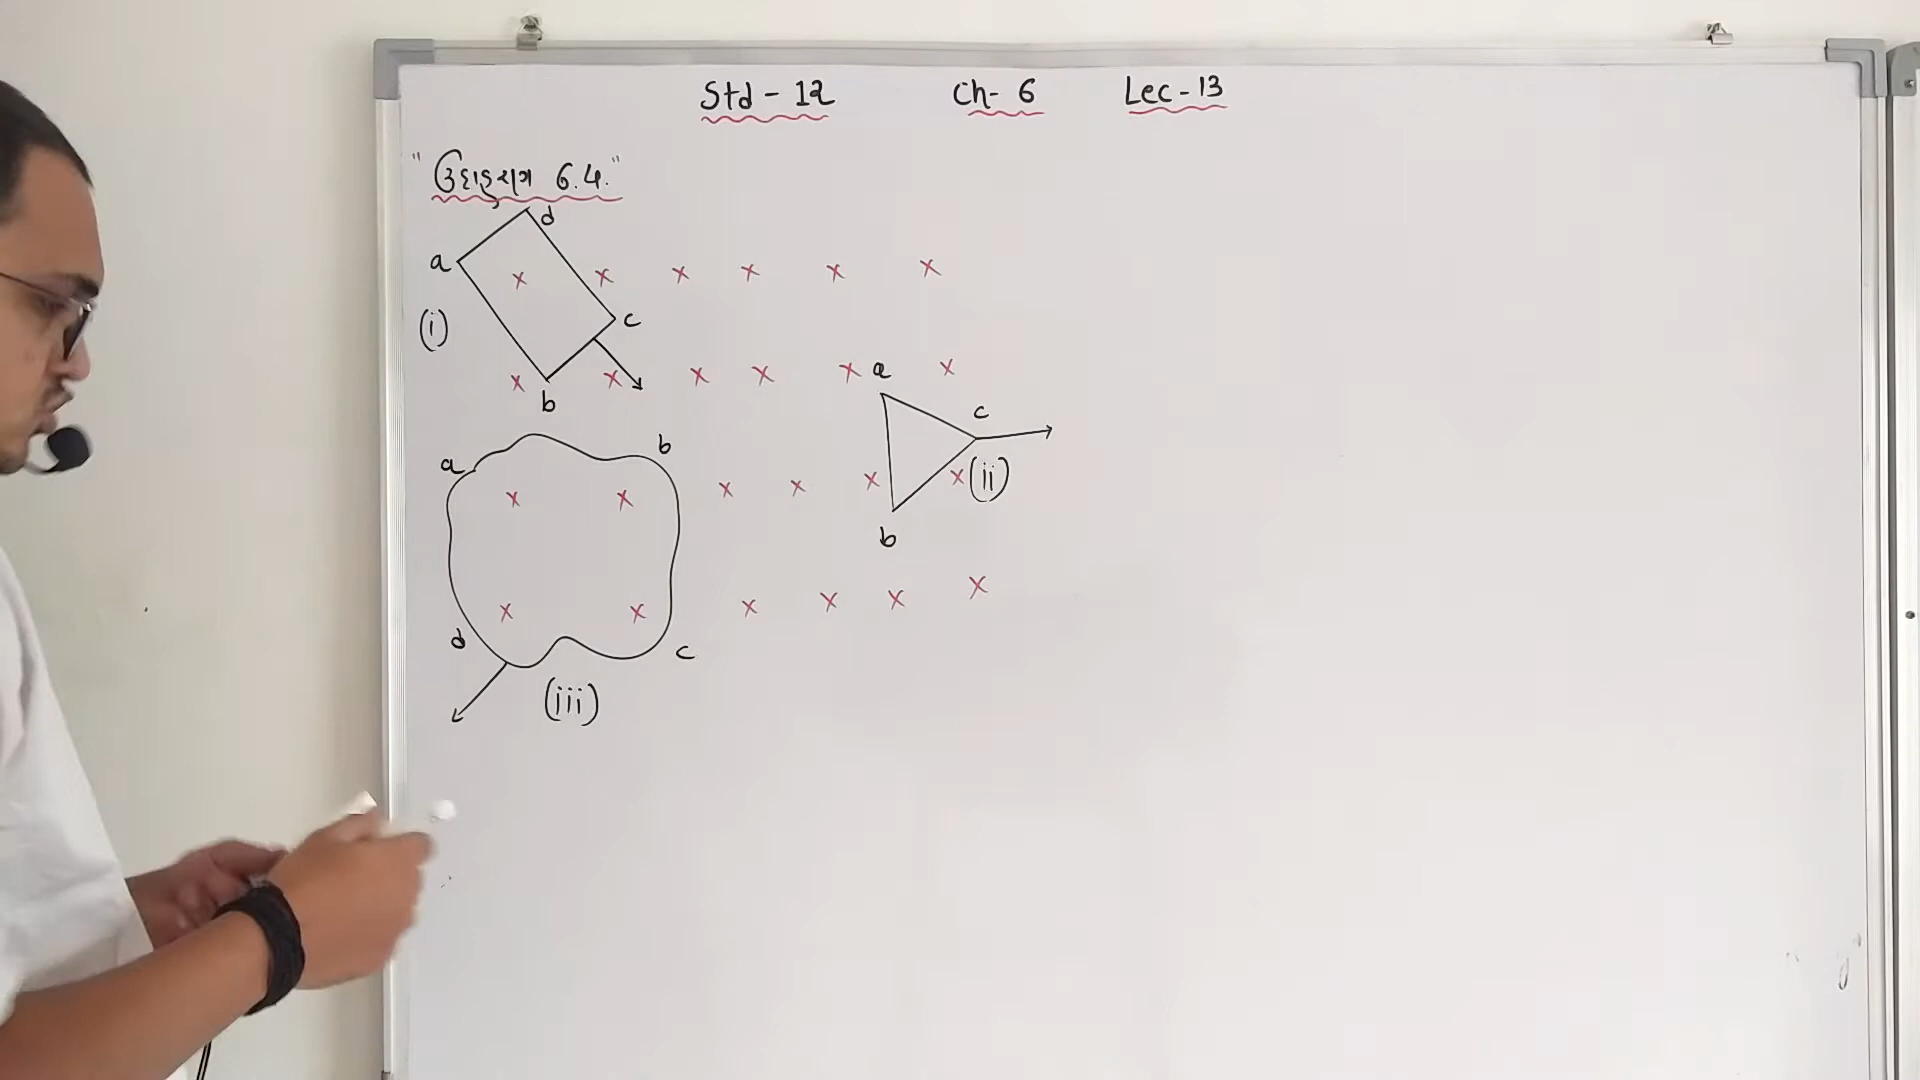 Std - 12 Ch- 6 Lec - 13
"ઉદાહરણ 6.4."
d
a
x x x x x x
(i) c
x x x x x a x
b
c
a b
x x x x x x (ii)
b
x x x x x x
d c
(iii)